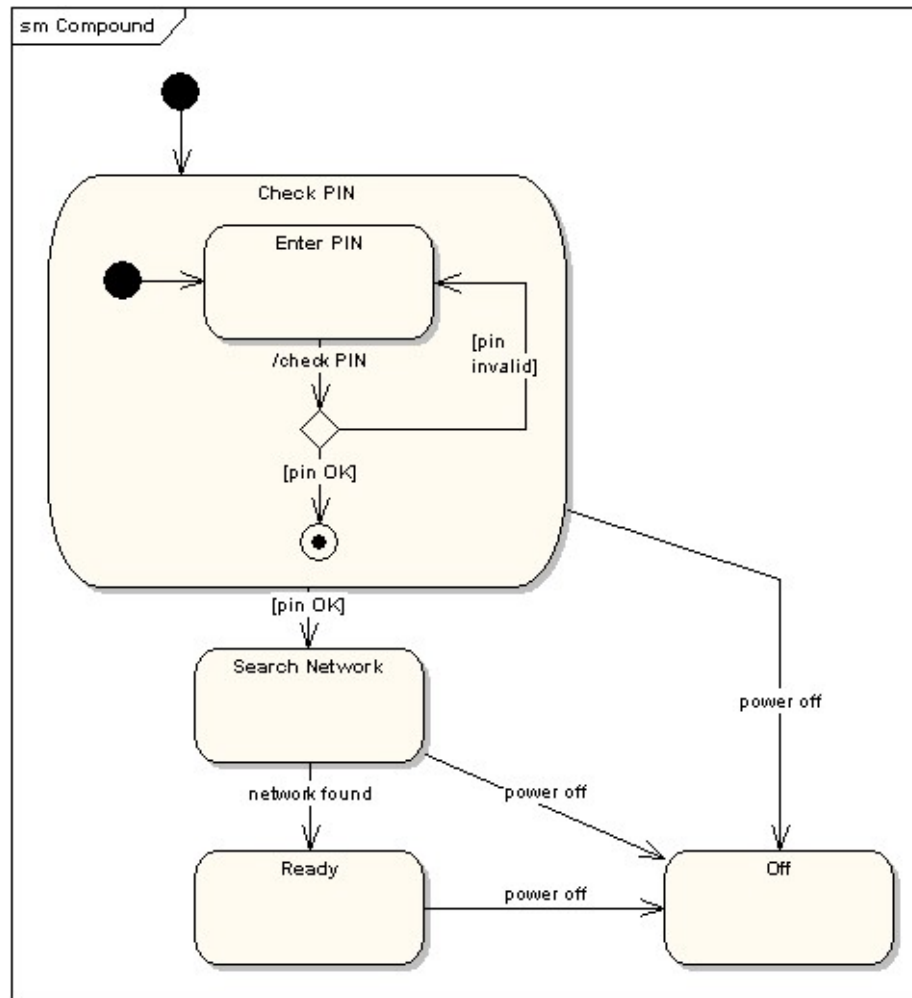 sm Compound
Check PIN
Enter PIN
/check PIN
[pin
invalid]
[pin OK]
[pin OK]
Search Network
power off
network found
power off
Ready
Off
power off